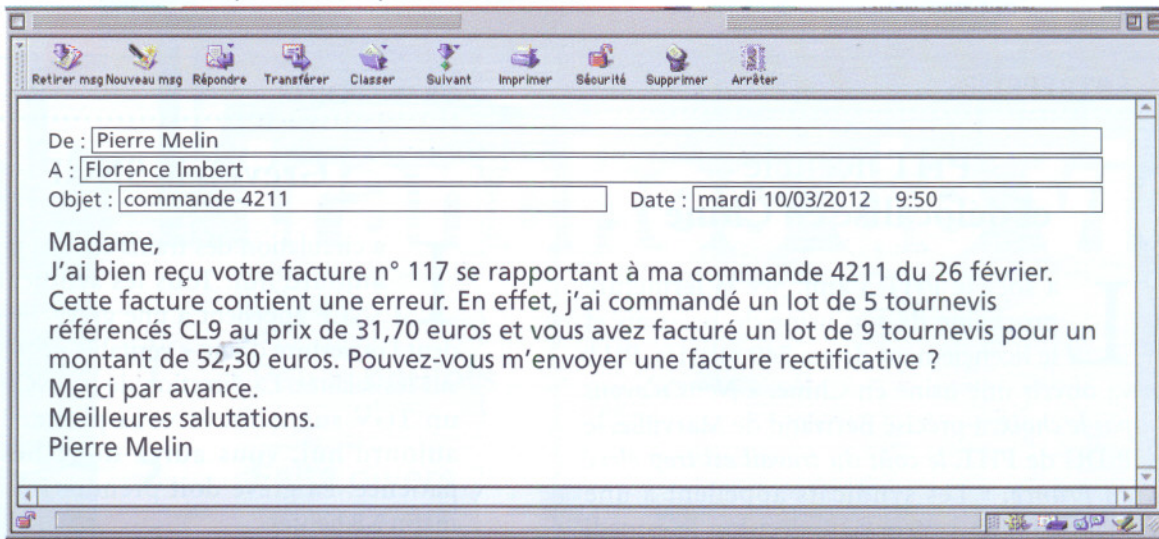 Retirer msg Nouveau msg Répondre Transférer Classer Suivant Imprimer Sécurité Supprimer Arrêter
De : Pierre Melin
A : Florence Imbert
Objet : commande 4211 Date : mardi 10/03/2012 9:50
Madame,
J'ai bien reçu votre facture n° 117 se rapportant à ma commande 4211 du 26 février.
Cette facture contient une erreur. En effet, j'ai commandé un lot de 5 tournevis
référencés CL9 au prix de 31,70 euros et vous avez facturé un lot de 9 tournevis pour un
montant de 52,30 euros. Pouvez-vous m'envoyer une facture rectificative ?
Merci par avance.
Meilleures salutations.
Pierre Melin